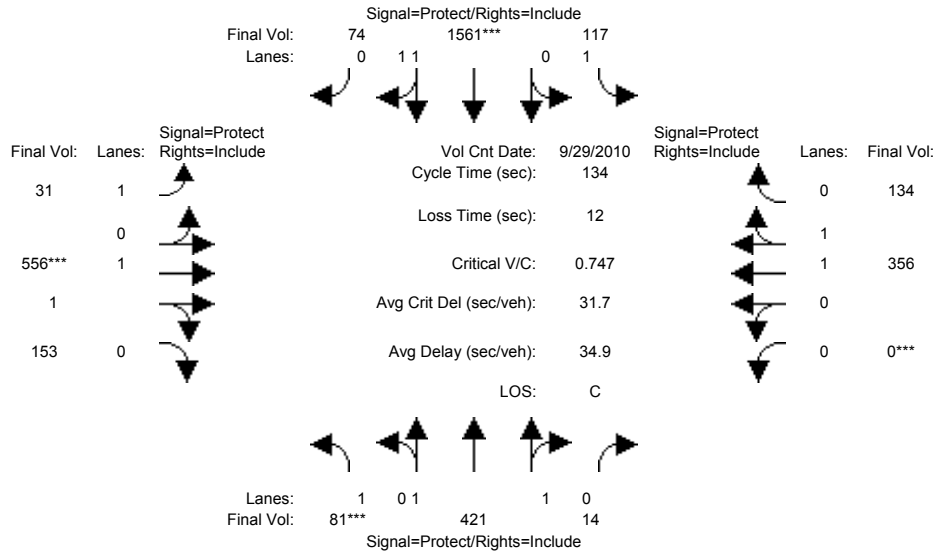 Signal=Protect/Rights=Include
Final Vol: 74 1561*** 117
Lanes: 0 1 1 0 1
Signal=Protect
Final Vol: Lanes: Rights=Include
Vol Cnt Date: 9/29/2010
Signal=Protect
Rights=Include Lanes: Final Vol:
Cycle Time (sec): 134
31 1
0 134
Loss Time (sec): 12
0
1
556*** 1
Critical V/C: 0.747
1 356
1 0
Avg Crit Del (sec/veh): 31.7
0
153 0
Avg Delay (sec/veh): 34.9
0 0***
LOS: C
Lanes: 1 0 1 1 0
Final Vol: 81*** 421 14
Signal=Protect/Rights=Include